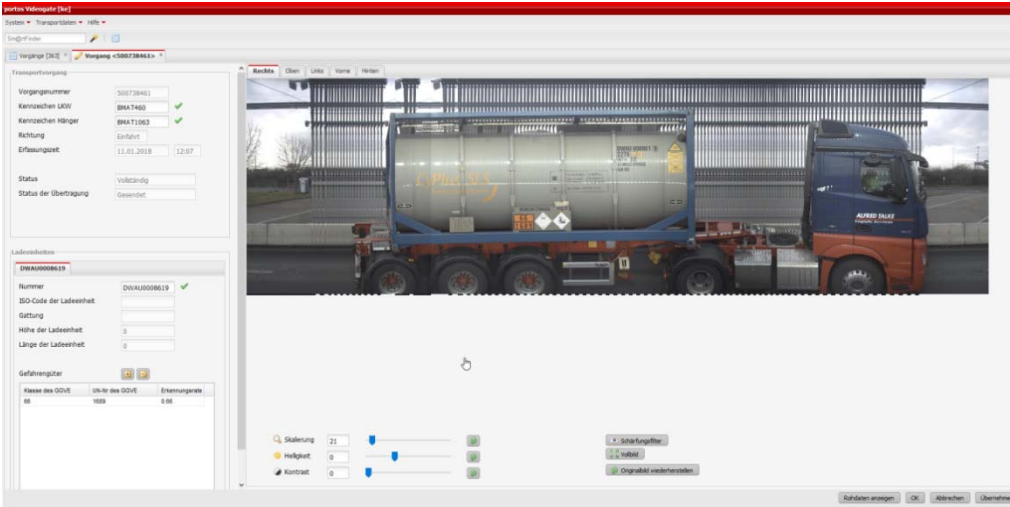 portos Videogate [ke]
System Transportdaten Hilfe
Sm@rtFinder
Vorgänge [363] Vorgang <500738461>
Transportvorgang
Vorgangsnummer 500738461
Kennzeichen LKW BMAT460
Kennzeichen Hänger BMAT1063
Richtung Einfahrt
Erfassungszeit 11.01.2018 12:07
Status Vollständig
Status der Übertragung Gesendet
Ladeeinheiten
DWAU0008619
Nummer DWAU0008619
ISO-Code der Ladeeinheit
Gattung
Höhe der Ladeeinheit 0
Länge der Ladeeinheit 0
Gefahrengüter
Klasse des GGVE UN-Nr des GGVE Erkennungsrate
66 1689 0.66
Rechts Oben Links Vorne Hinten
66
1689
ALFRED TALKE
Skalierung 21
Helligkeit 0
Kontrast 0
Schärfungsfilter
Vollbild
Originalbild wiederherstellen
Rohdaten anzeigen OK Abbrechen Übernehme